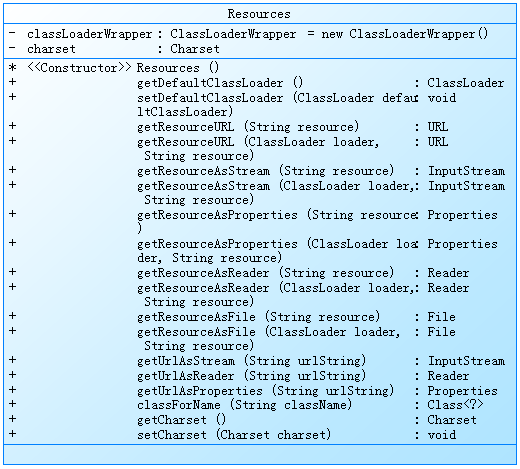 Resources
- classLoaderWrapper : ClassLoaderWrapper = new ClassLoaderWrapper()
- charset : Charset
* <<Constructor>> Resources ()
+ getDefaultClassLoader () : ClassLoader
+ setDefaultClassLoader (ClassLoader defau : void
ltClassLoader)
+ getResourceURL (String resource) : URL
+ getResourceURL (ClassLoader loader, : URL
String resource)
+ getResourceAsStream (String resource) : InputStream
+ getResourceAsStream (ClassLoader loader, : InputStream
String resource)
+ getResourceAsProperties (String resource : Properties
)
+ getResourceAsProperties (ClassLoader loa : Properties
der, String resource)
+ getResourceAsReader (String resource) : Reader
+ getResourceAsReader (ClassLoader loader, : Reader
String resource)
+ getResourceAsFile (String resource) : File
+ getResourceAsFile (ClassLoader loader, : File
String resource)
+ getUrlAsStream (String urlString) : InputStream
+ getUrlAsReader (String urlString) : Reader
+ getUrlAsProperties (String urlString) : Properties
+ classForName (String className) : Class<?>
+ getCharset () : Charset
+ setCharset (Charset charset) : void